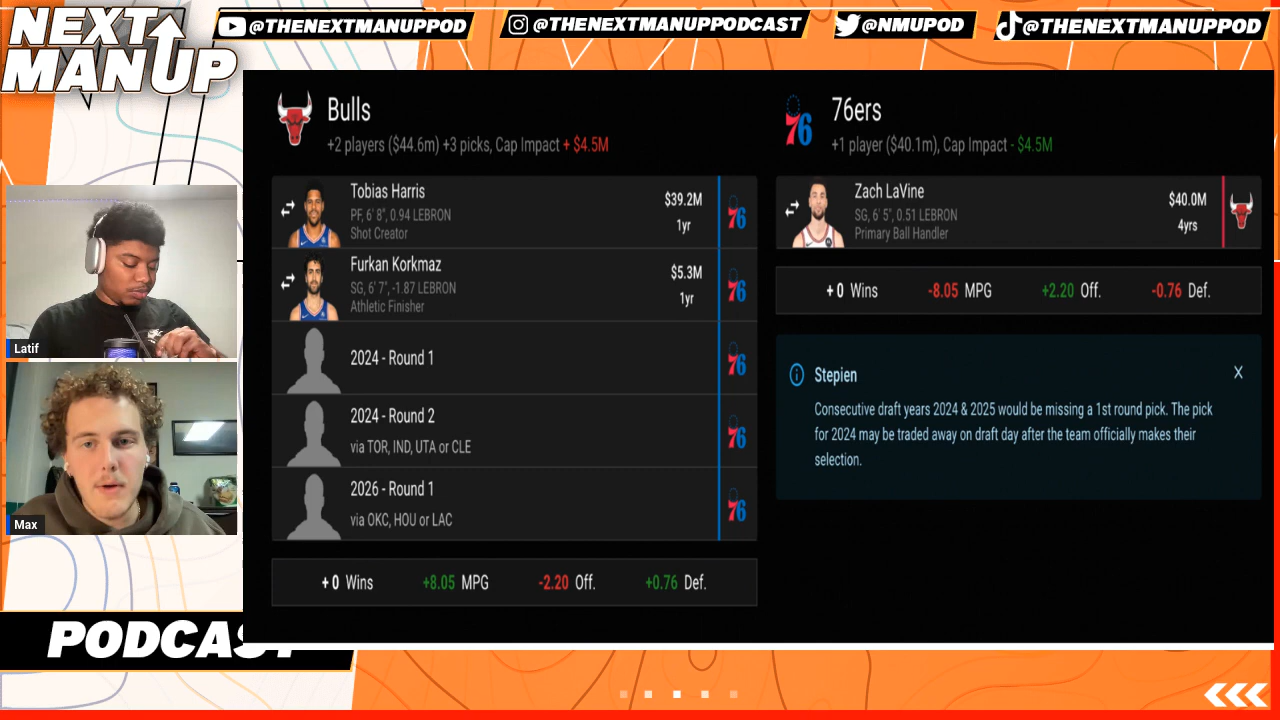 NEXT
MAN UP
@THENEXTMANUPPOD
@THENEXTMANUPPODCAST
@NMUPOD
@THENEXTMANUPPOD
Bulls
+2 players ($44.6m) +3 picks, Cap Impact + $4.5M
Tobias Harris
PF, 6' 8", 0.94 LEBRON
Shot Creator
$39.2M
1yr
76
Furkan Korkmaz
SG, 6' 7", -1.87 LEBRON
Athletic Finisher
$5.3M
1yr
76
2024 - Round 1
76
2024 - Round 2
via TOR, IND, UTA or CLE
76
2026 - Round 1
via OKC, HOU or LAC
76
+ 0 Wins +8.05 MPG -2.20 Off. +0.76 Def.
76
76ers
+1 player ($40.1m), Cap Impact - $4.5M
Zach LaVine
SG, 6' 5", 0.51 LEBRON
Primary Ball Handler
$40.0M
4yrs
+ 0 Wins -8.05 MPG +2.20 Off. -0.76 Def.
Stepien
X
Consecutive draft years 2024 & 2025 would be missing a 1st round pick. The pick
for 2024 may be traded away on draft day after the team officially makes their
selection.
Latif
Max
PODCAST